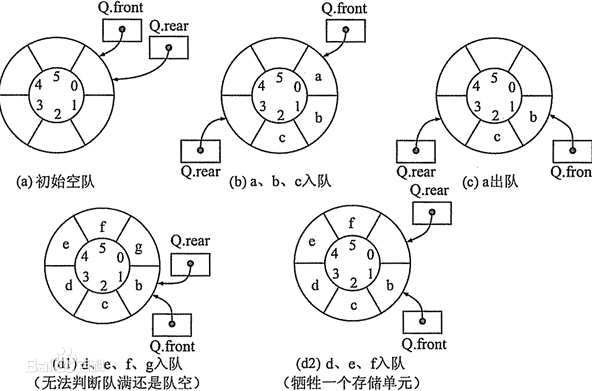 Q.front
Q.rear
4 5 0
3 2 1
(a) 初始空队
Q.front
a
b
c
4 5 0
3 2 1
Q.rear
(b) a、b、c入队
b
c
4 5 0
3 2 1
Q.rear
Q.fron
(c) a出队
e
f
g
d
c
b
4 5 0
3 2 1
Q.rear
Q.front
(d1) d、e、f、g入队
(无法判断队满还是队空)
Q.rear
e
f
d
c
b
4 5 0
3 2 1
Q.front
(d2) d、e、f入队
(牺牲一个存储单元)